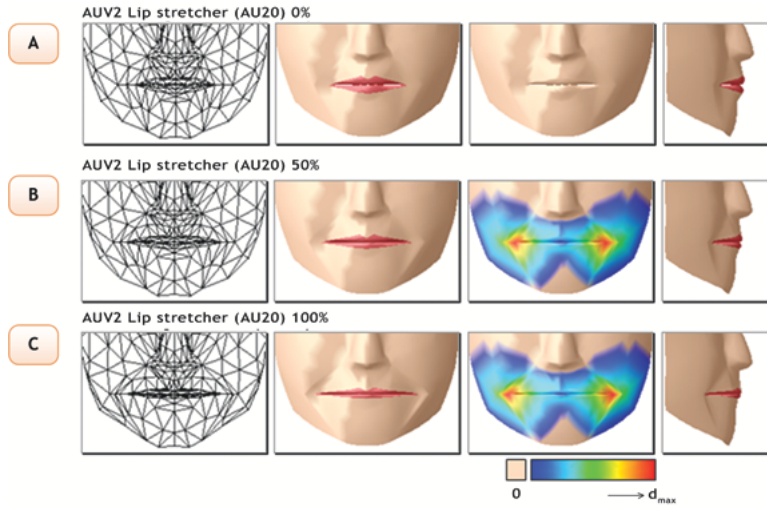 AUV2 Lip stretcher (AU20) 0%
A
AUV2 Lip stretcher (AU20) 50%
B
AUV2 Lip stretcher (AU20) 100%
C
0
dmax